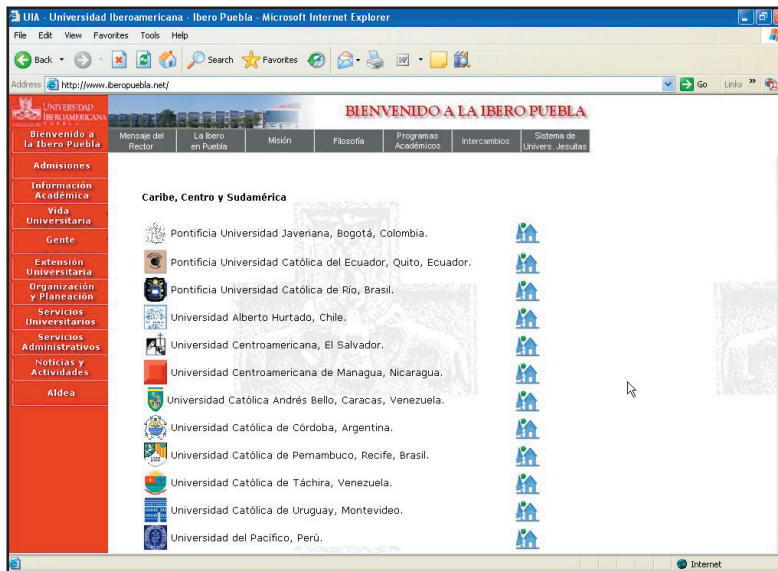 UIA - Universidad Iberoamericana - Ibero Puebla - Microsoft Internet Explorer
File Edit View Favorites Tools Help
Back Search Favorites
Address http://www.iberopuebla.net/ Go Links »
UNIVERSIDAD
IBEROAMERICANA
PUEBLA
BIENVENIDO A LA IBERO PUEBLA
Mensaje del
Rector
La Ibero
en Puebla
Misión
Filosofía
Programas
Académicos
Intercambios
Sistema de
Univers. Jesuitas
Bienvenido a
la Ibero Puebla
Admisiones
Información
Académica
Vida
Universitaria
Gente
Extensión
Universitaria
Organización
y Planeación
Servicios
Universitarios
Servicios
Administrativos
Noticias y
Actividades
Aldea
Caribe, Centro y Sudamérica
Pontificia Universidad Javeriana, Bogotá, Colombia.
Pontificia Universidad Católica del Ecuador, Quito, Ecuador.
Pontificia Universidad Católica de Río, Brasil.
Universidad Alberto Hurtado, Chile.
Universidad Centroamericana, El Salvador.
Universidad Centroamericana de Managua, Nicaragua.
Universidad Católica Andrés Bello, Caracas, Venezuela.
Universidad Católica de Córdoba, Argentina.
Universidad Católica de Pernambuco, Recife, Brasil.
Universidad Católica de Táchira, Venezuela.
Universidad Católica de Uruguay, Montevideo.
Universidad del Pacífico, Perú.
Internet